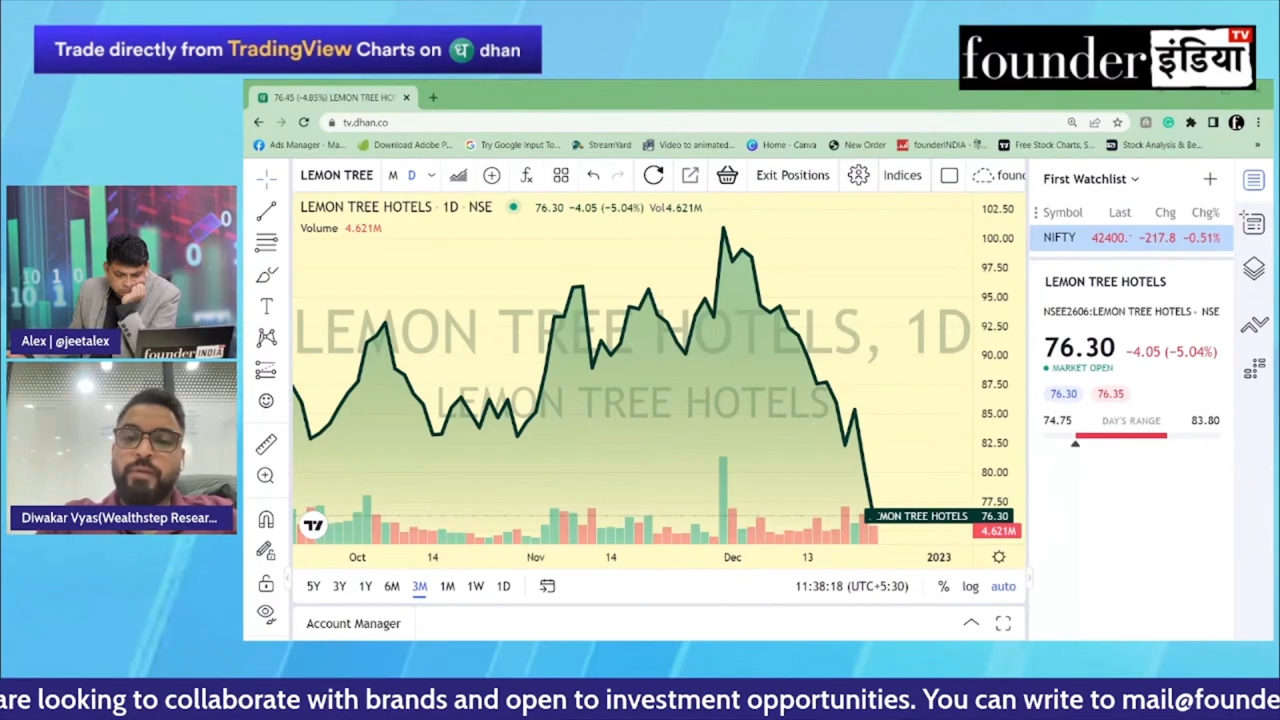 Trade directly from TradingView Charts on ध dhan
founder इंडिया TV
76.45 (-4.85%) LEMON TREE HO
tv.dhan.co
Ads Manager - Ma...
Download Adobe P...
Try Google Input To...
StreamYard
Video to animated...
Home - Canva
New Order
founderINDIA - हि...
Free Stock Charts, S...
Stock Analysis & Be...
LEMON TREE M D Exit Positions Indices foun
LEMON TREE HOTELS · 1D · NSE 76.30 -4.05 (-5.04%) Vol4.621M
Volume 4.621M
LEMON TREE HOTELS, 1D
LEMON TREE HOTELS
102.50
100.00
97.50
95.00
92.50
90.00
87.50
85.00
82.50
80.00
77.50
MON TREE HOTELS 76.30
4.621M
Oct 14 Nov 14 Dec 13 2023
5Y 3Y 1Y 6M 3M 1M 1W 1D
11:38:18 (UTC+5:30) % log auto
Account Manager
First Watchlist
Symbol Last Chg Chg%
NIFTY 42400. -217.8 -0.51%
LEMON TREE HOTELS
NSEE2606:LEMON TREE HOTELS · NSE
76.30 -4.05 (-5.04%)
MARKET OPEN
76.30 76.35
74.75 DAY'S RANGE 83.80
Alex | @jeetalex
founder INDIA
Diwakar Vyas(Wealthstep Resear...
are looking to collaborate with brands and open to investment opportunities. You can write to mail@founde